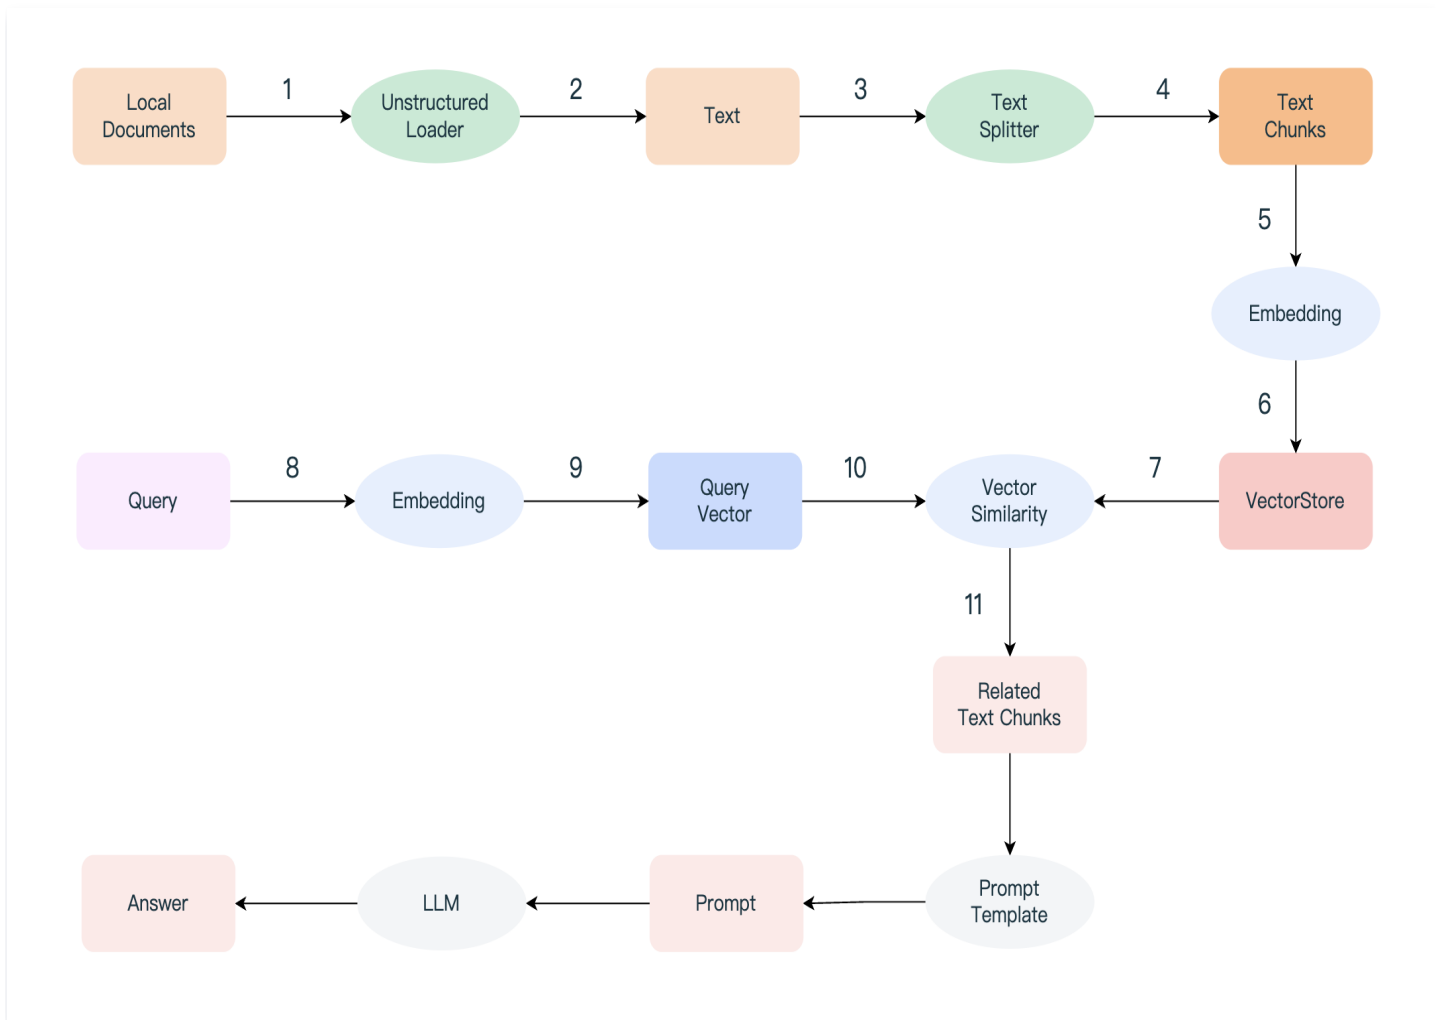 1
2
3
4
Local
Documents
Unstructured
Loader
Text
Text
Splitter
Text
Chunks
5
Embedding
6
8
9
10
7
Query
Embedding
Query
Vector
Vector
Similarity
VectorStore
11
Related
Text Chunks
Answer
LLM
Prompt
Prompt
Template